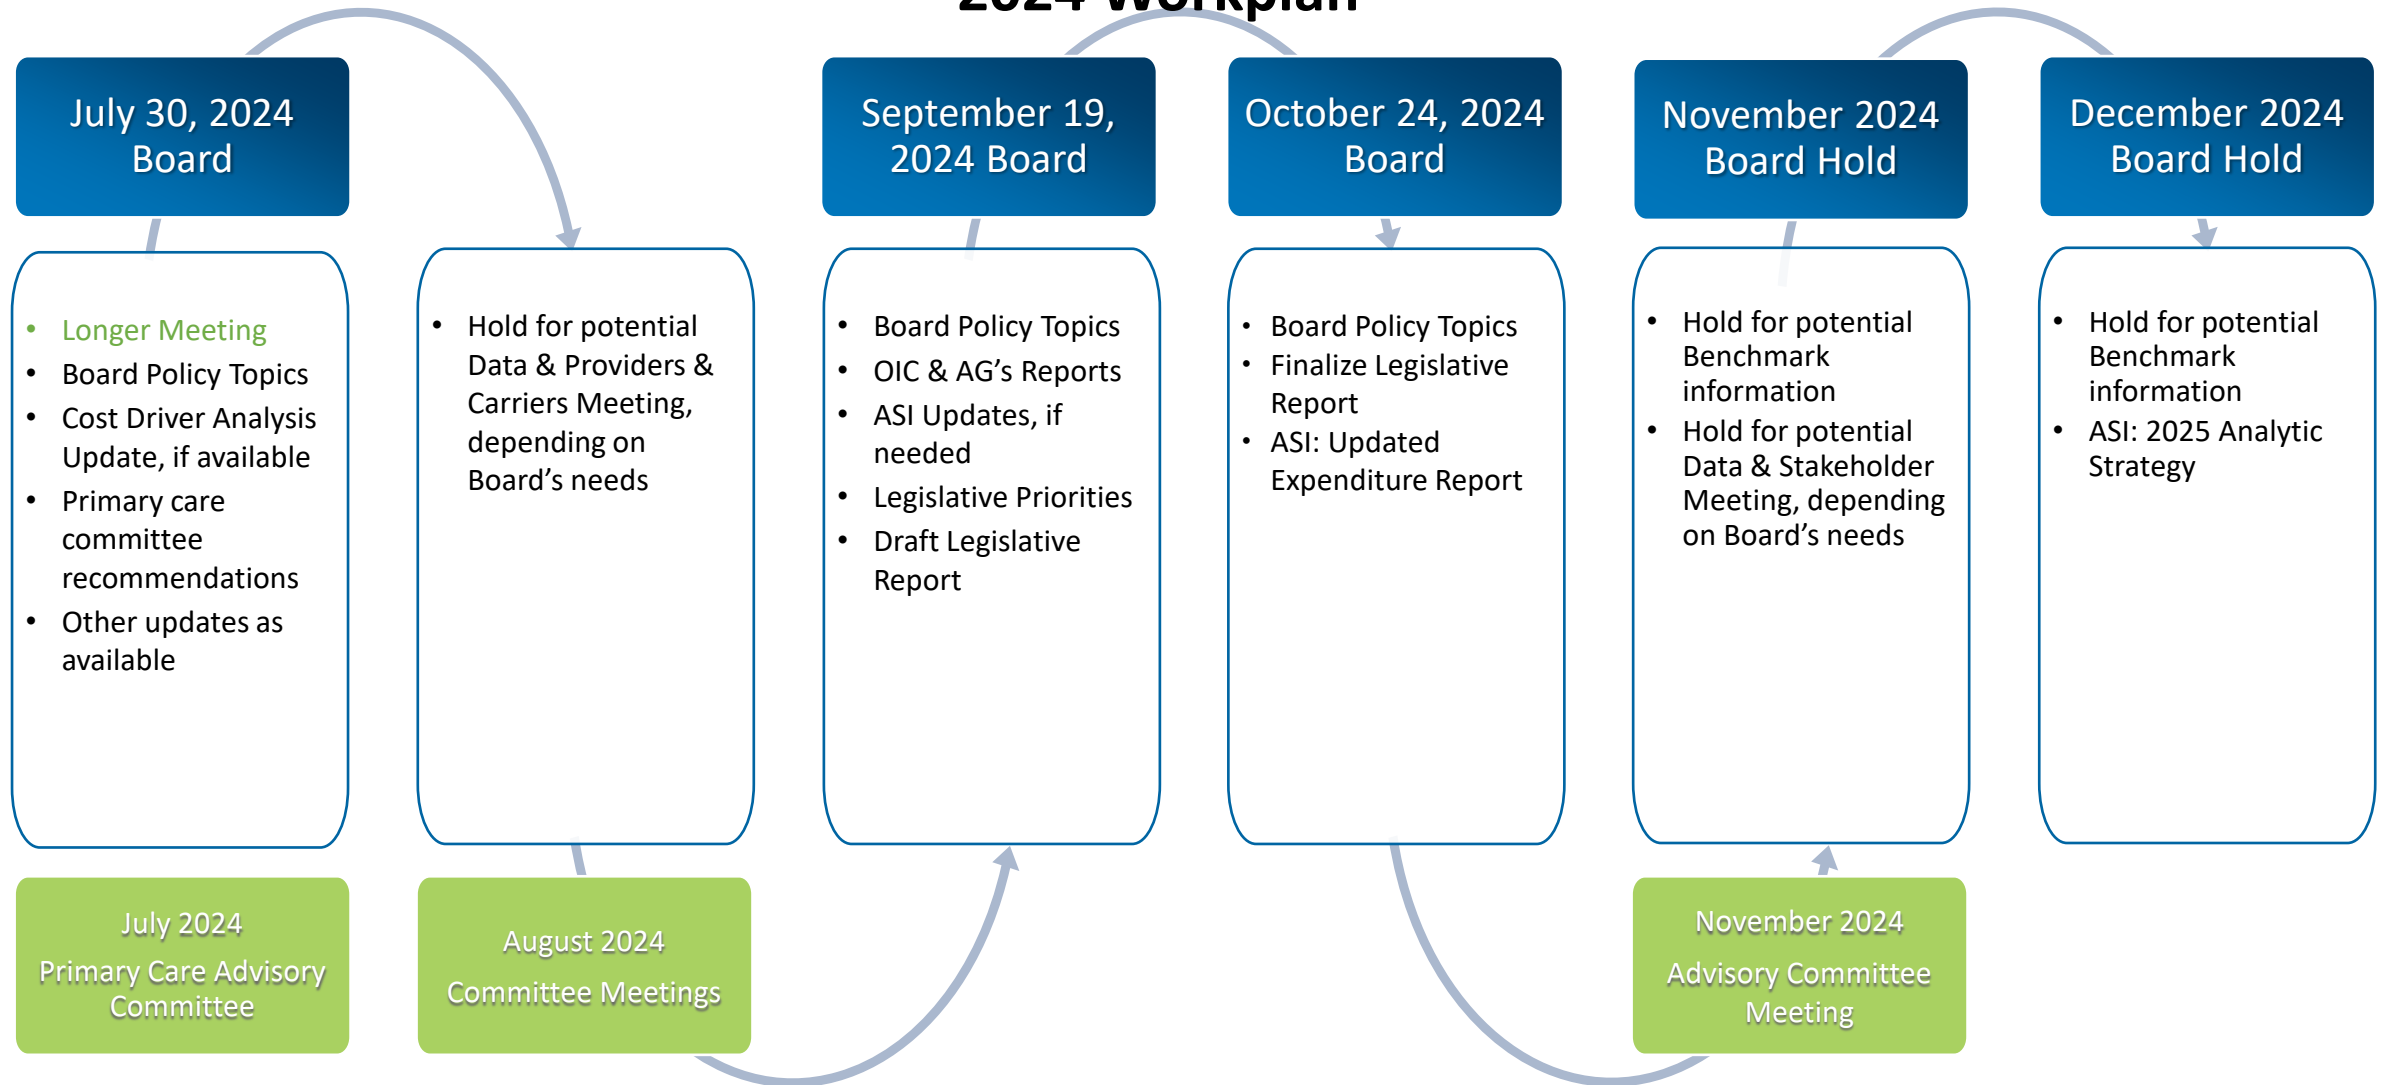 2024 Workplan
July 30, 2024
Board
• Longer Meeting
• Board Policy Topics
• Cost Driver Analysis
Update, if available
• Primary care
committee
recommendations
• Other updates as
available
July 2024
Primary Care Advisory
Committee
• Hold for potential
Data & Providers &
Carriers Meeting,
depending on
Board’s needs
August 2024
Committee Meetings
September 19,
2024 Board
• Board Policy Topics
• OIC & AG’s Reports
• ASI Updates, if
needed
• Legislative Priorities
• Draft Legislative
Report
October 24, 2024
Board
• Board Policy Topics
• Finalize Legislative
Report
• ASI: Updated
Expenditure Report
November 2024
Board Hold
• Hold for potential
Benchmark
information
• Hold for potential
Data & Stakeholder
Meeting, depending
on Board’s needs
November 2024
Advisory Committee
Meeting
December 2024
Board Hold
• Hold for potential
Benchmark
information
• ASI: 2025 Analytic
Strategy